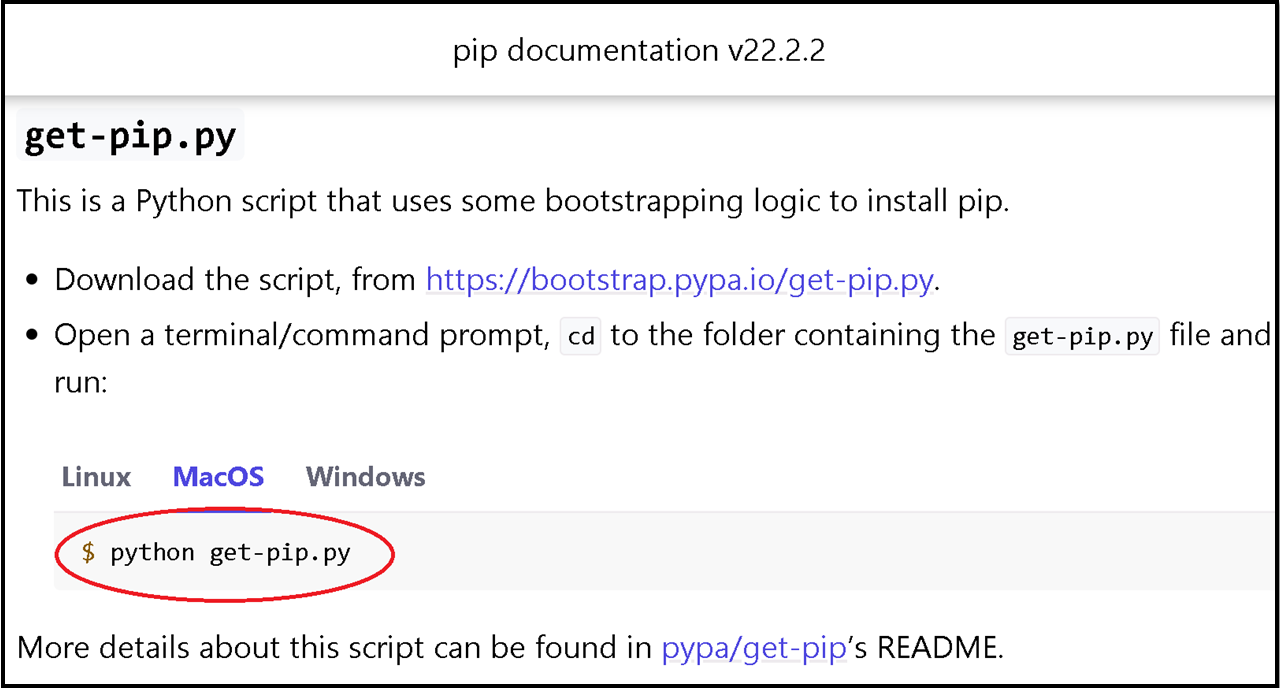 pip documentation v22.2.2
get-pip.py
This is a Python script that uses some bootstrapping logic to install pip.
• Download the script, from https://bootstrap.pypa.io/get-pip.py.
• Open a terminal/command prompt, cd to the folder containing the get-pip.py file and
run:
Linux MacOS Windows
$ python get-pip.py
More details about this script can be found in pypa/get-pip’s README.